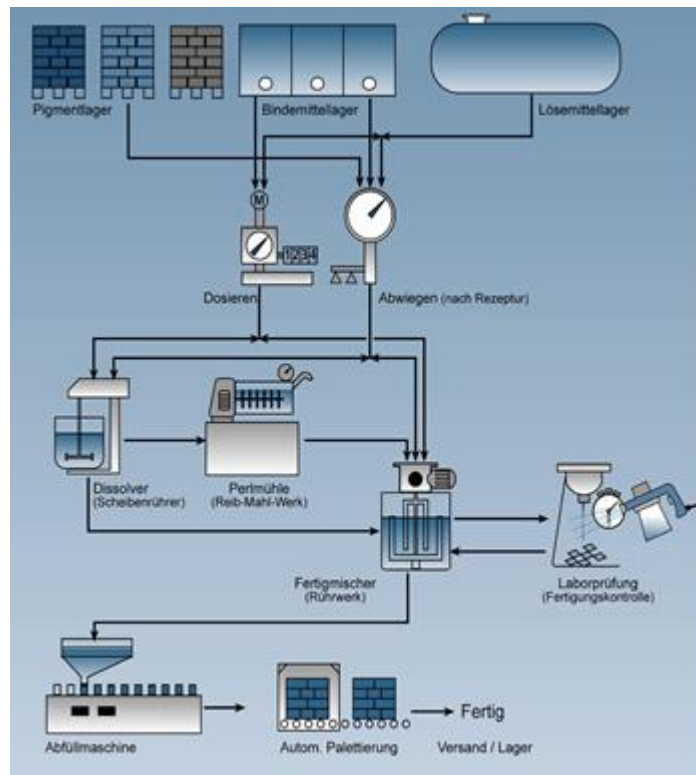 Pigmentlager
Bindemittellager
Lösemittellager
M
1234
Dosieren
Abwiegen (nach Rezeptur)
Dissolver
(Scheibenrührer)
Perlmühle
(Reib-Mahl-Werk)
Fertigmischer
(Rührwerk)
Laborprüfung
(Fertigungskontrolle)
Abfüllmaschine
Autom. Palettierung
Fertig
Versand / Lager